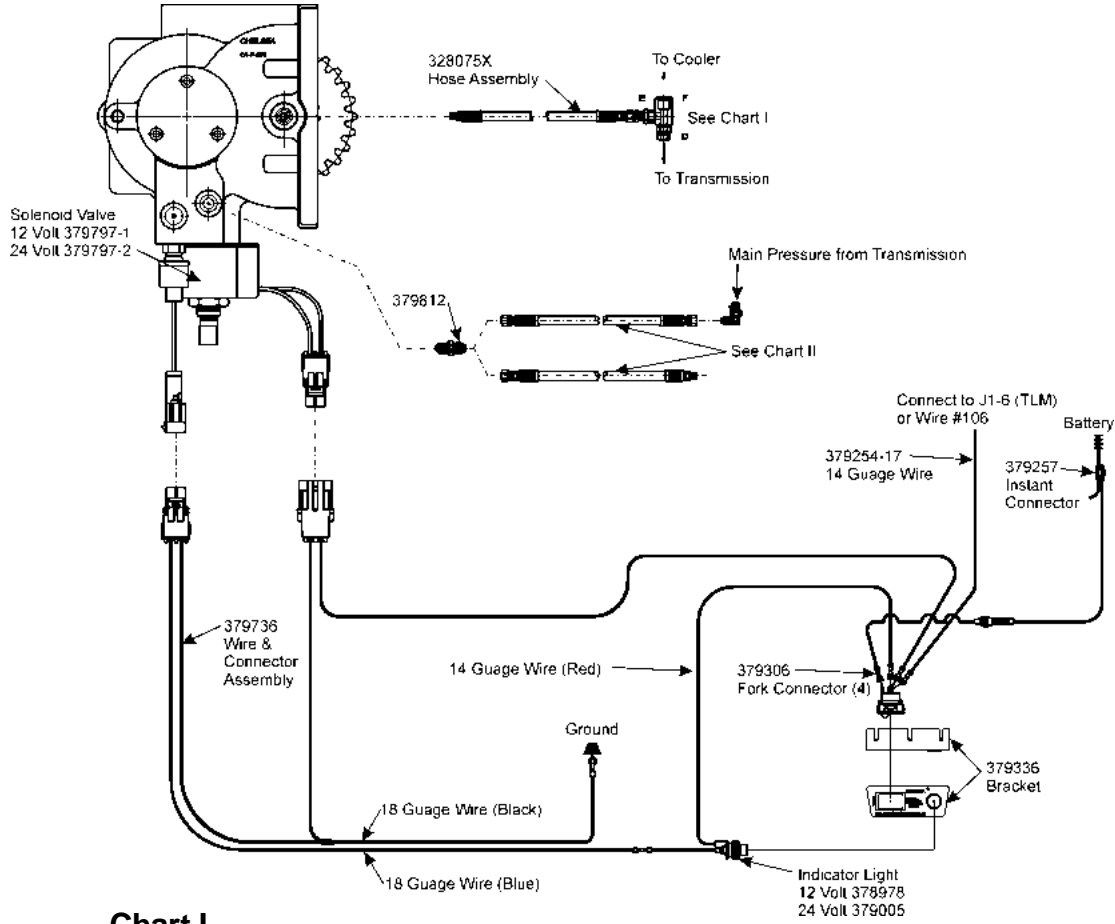 CHELSEA
328075X
Hose Assembly
To Cooler
E
F
See Chart I
D
To Transmission
Solenoid Valve
12 Volt 379797-1
24 Volt 379797-2
Main Pressure from Transmission
379812
See Chart II
Connect to J1-6 (TLM)
or Wire #106
Battery
379254-17
14 Guage Wire
379257
Instant
Connector
379736
Wire &
Connector
Assembly
14 Guage Wire (Red)
379306
Fork Connector (4)
Ground
379336
Bracket
18 Guage Wire (Black)
18 Guage Wire (Blue)
Indicator Light
12 Volt 378978
24 Volt 379005
Chart I